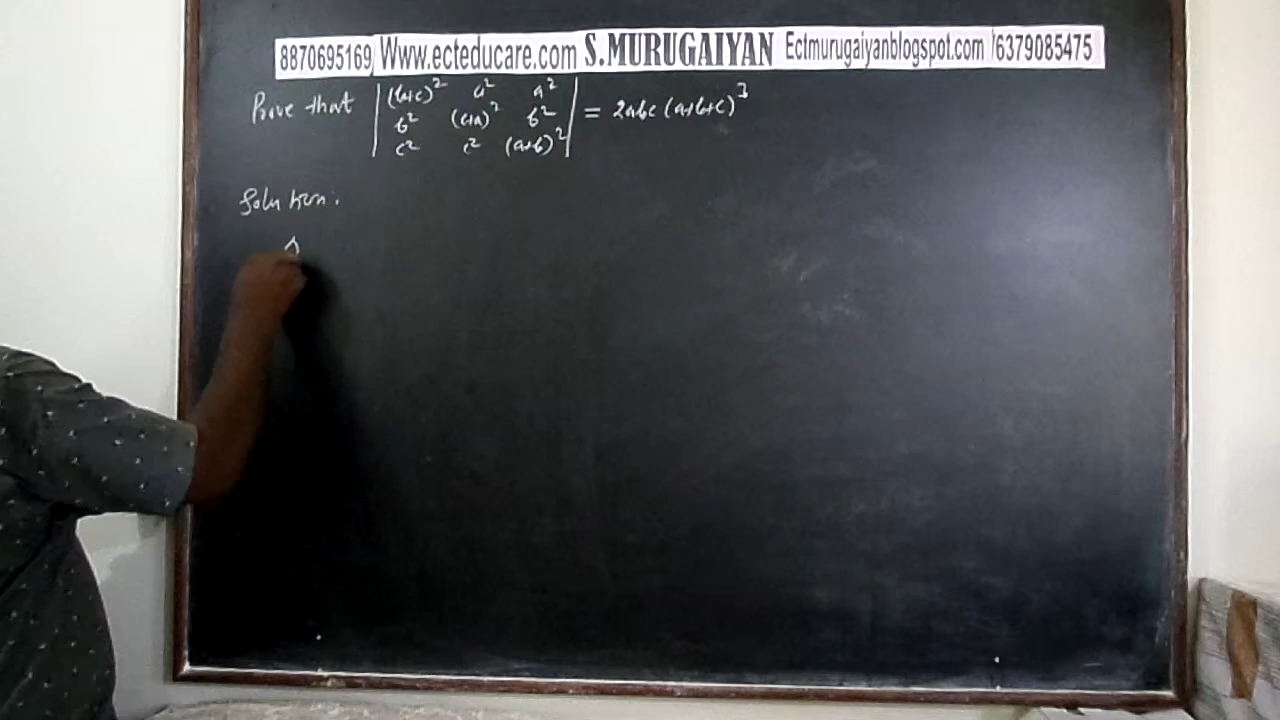 8870695169 Www.ecteducare.com S.MURUGAIYAN Ectmurugaiyanblogspot.com /6379085475
Prove that | (b+c)² a² a² |
| b² (c+a)² b² | = 2abc (a+b+c)³
| c² c² (a+b)² |
Solution: